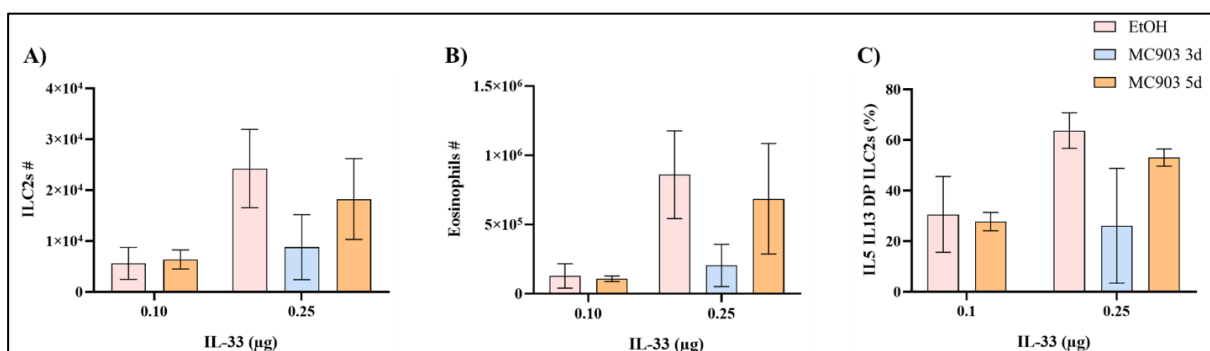 A)
ILC2s #
4×10⁴
3×10⁴
2×10⁴
1×10⁴
0
0.10
0.25
IL-33 (µg)
B)
Eosinophils #
1.5×10⁶
1×10⁶
5×10⁵
0
0.10
0.25
IL-33 (µg)
C)
EtOH
MC903 3d
MC903 5d
IL5 IL13 DP ILC2s (%)
80
60
40
20
0
0.1
0.25
IL-33 (µg)